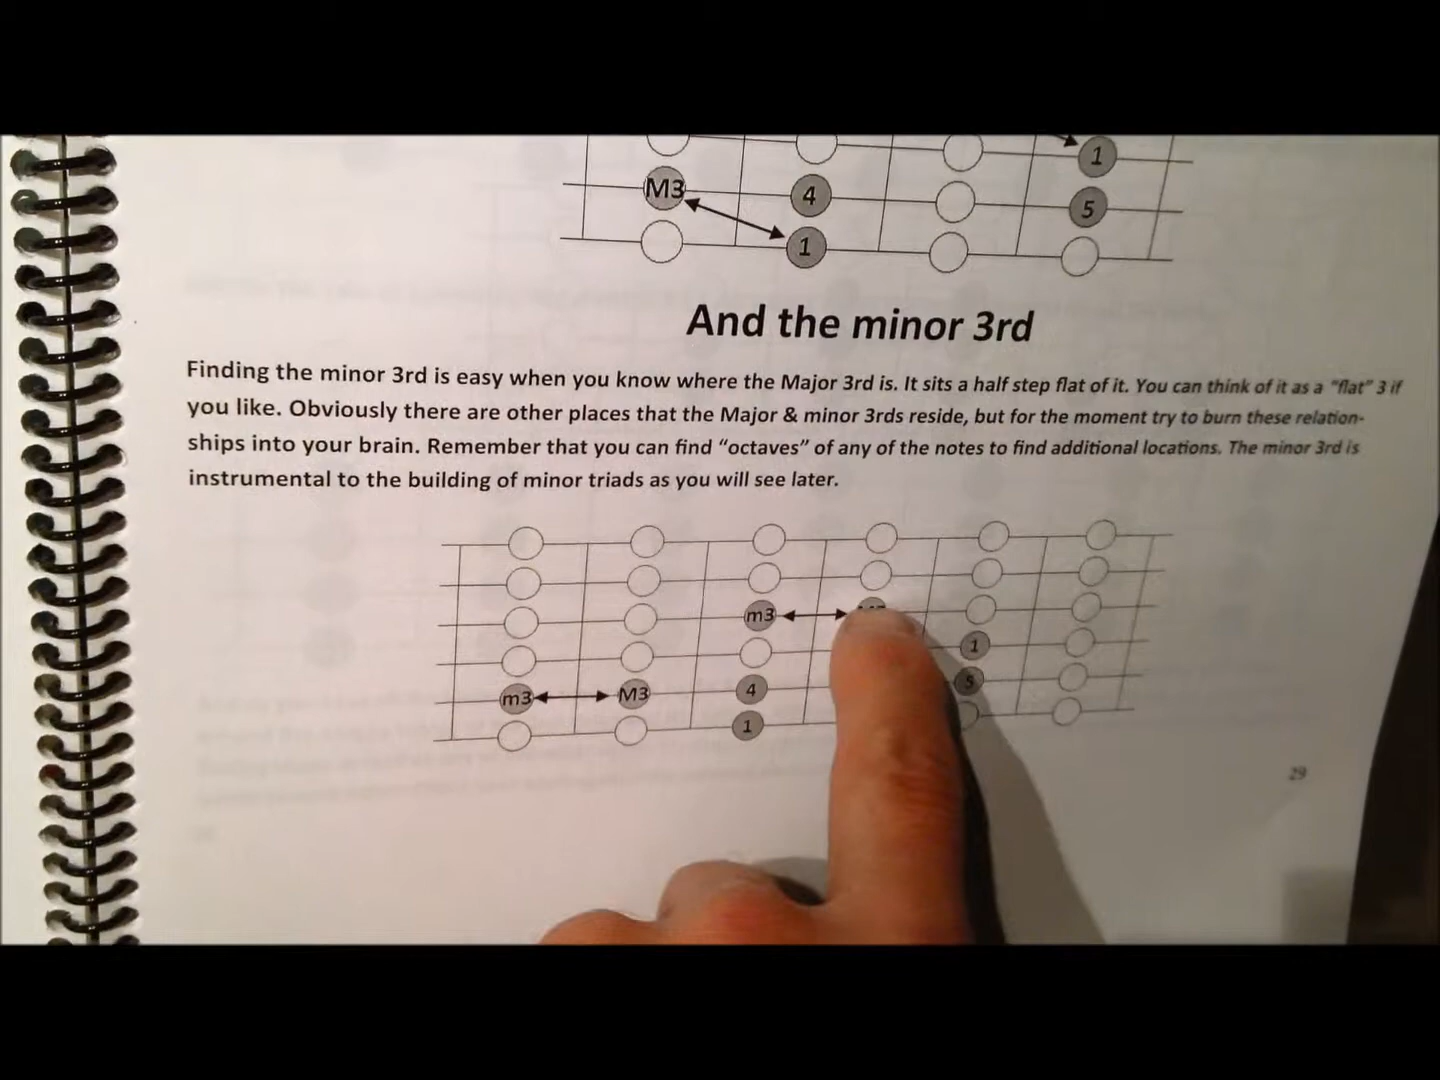 1
M3 4 5
1
And the minor 3rd
Finding the minor 3rd is easy when you know where the Major 3rd is. It sits a half step flat of it. You can think of it as a "flat" 3 if
you like. Obviously there are other places that the Major & minor 3rds reside, but for the moment try to burn these relation-
ships into your brain. Remember that you can find “octaves” of any of the notes to find additional locations. The minor 3rd is
instrumental to the building of minor triads as you will see later.
m3
1
m3 M3 4 5
1
29